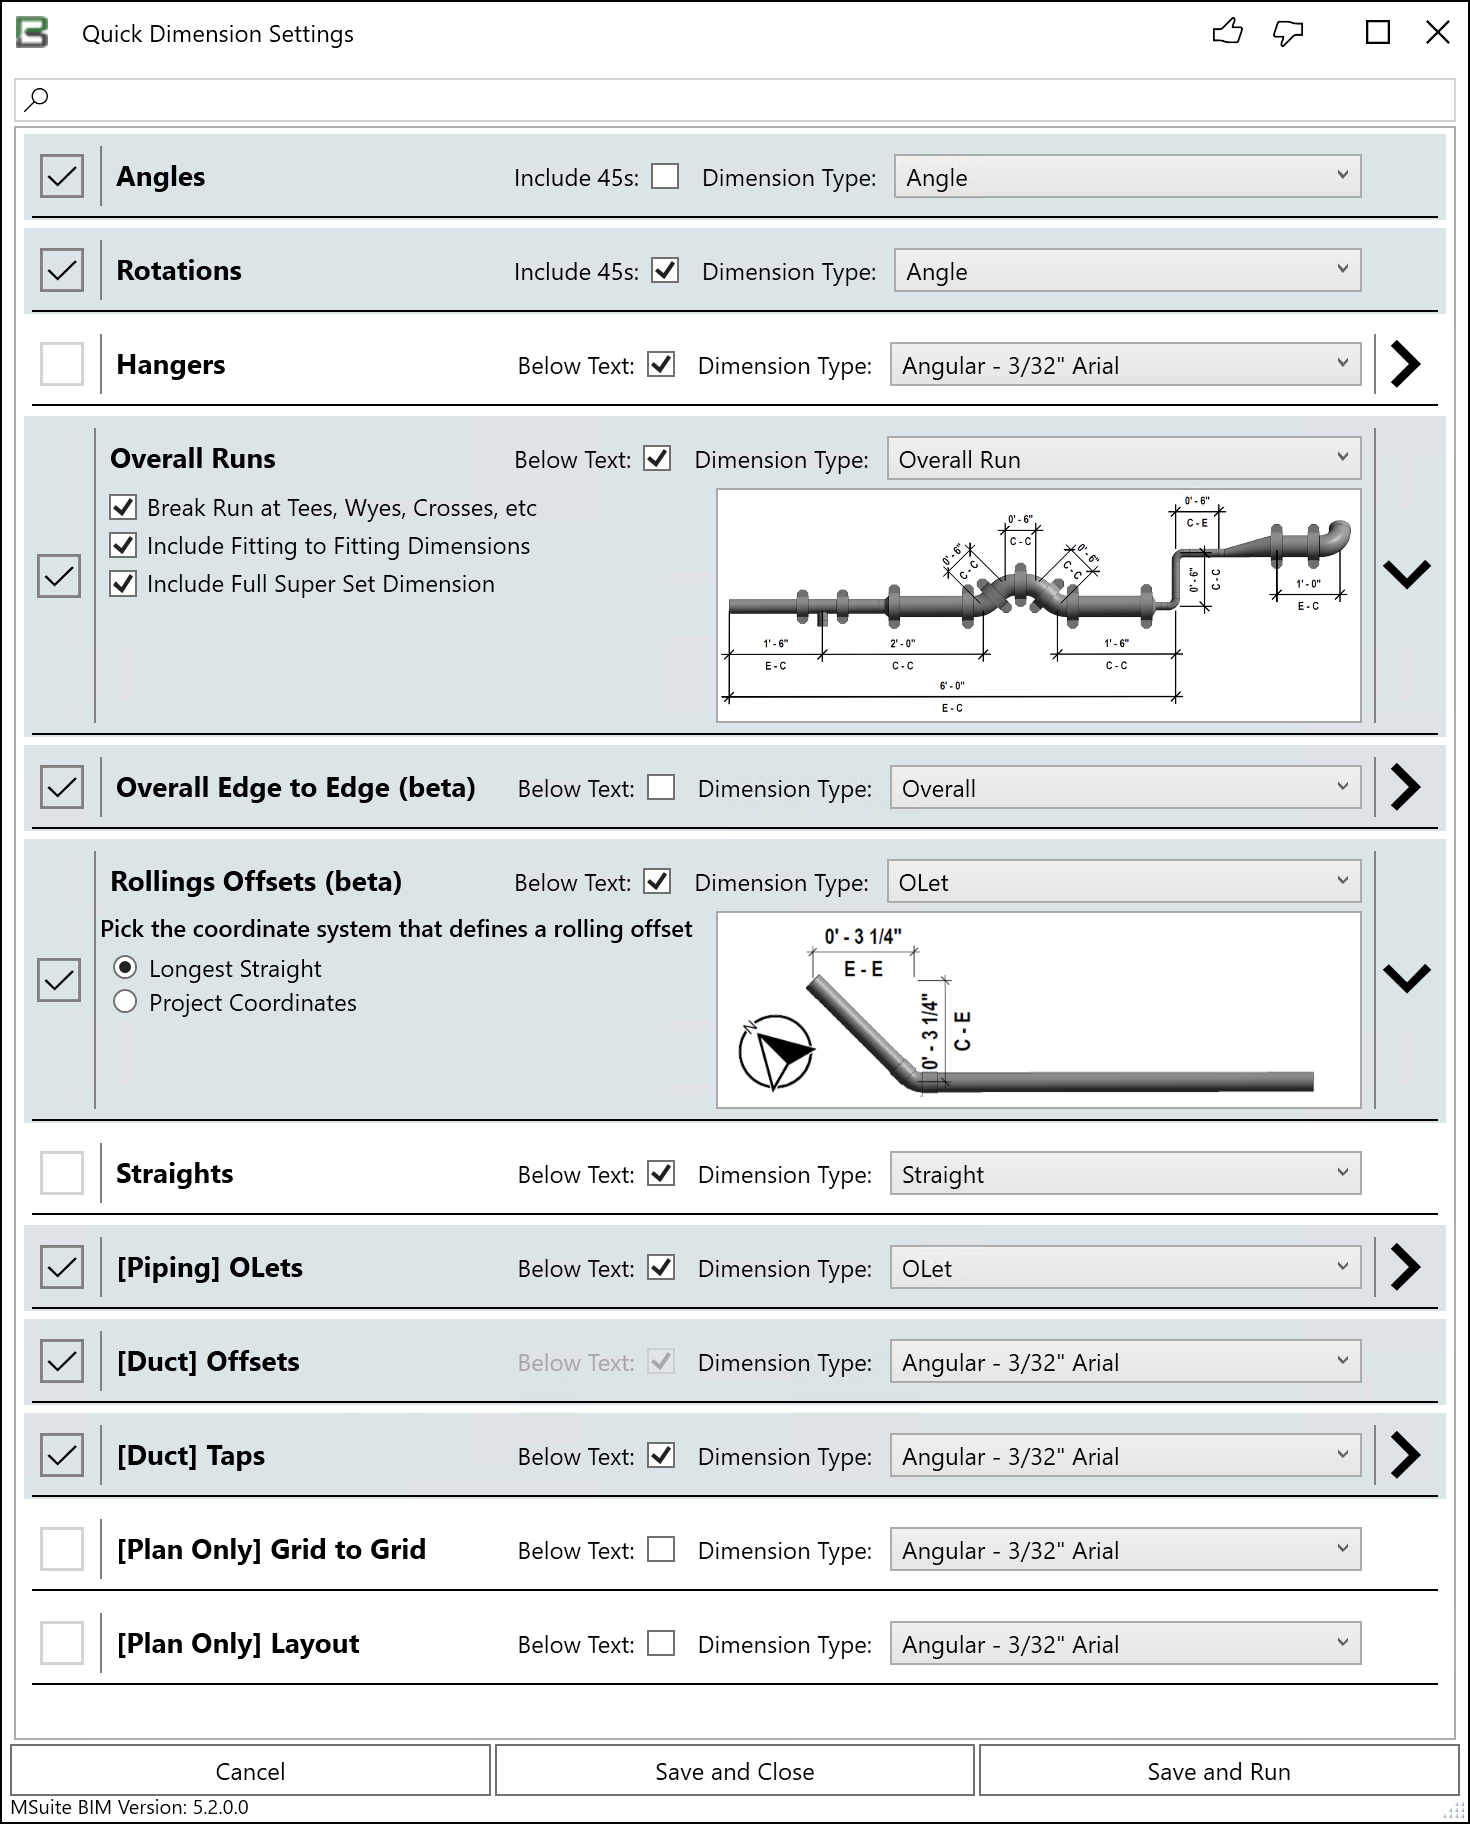 Quick Dimension Settings
Angles Include 45s: Dimension Type: Angle
Rotations Include 45s: Dimension Type: Angle
Hangers Below Text: Dimension Type: Angular - 3/32" Arial
Overall Runs Below Text: Dimension Type: Overall Run
Break Run at Tees, Wyes, Crosses, etc
Include Fitting to Fitting Dimensions
Include Full Super Set Dimension
0' - 6"
C - E
0' - 6"
C - C
0' - 6"
C - C
0' - 6"
C - C
0' - 6"
C - C
1' - 0"
E - C
1' - 6"
E - C
2' - 0"
C - C
1' - 6"
C - C
6' - 0"
E - C
Overall Edge to Edge (beta) Below Text: Dimension Type: Overall
Rollings Offsets (beta) Below Text: Dimension Type: OLet
Pick the coordinate system that defines a rolling offset
Longest Straight
Project Coordinates
0' - 3 1/4"
E - E
0' - 3 1/4"
C - E
N
Straights Below Text: Dimension Type: Straight
[Piping] OLets Below Text: Dimension Type: OLet
[Duct] Offsets Below Text: Dimension Type: Angular - 3/32" Arial
[Duct] Taps Below Text: Dimension Type: Angular - 3/32" Arial
[Plan Only] Grid to Grid Below Text: Dimension Type: Angular - 3/32" Arial
[Plan Only] Layout Below Text: Dimension Type: Angular - 3/32" Arial
Cancel Save and Close Save and Run
MSuite BIM Version: 5.2.0.0